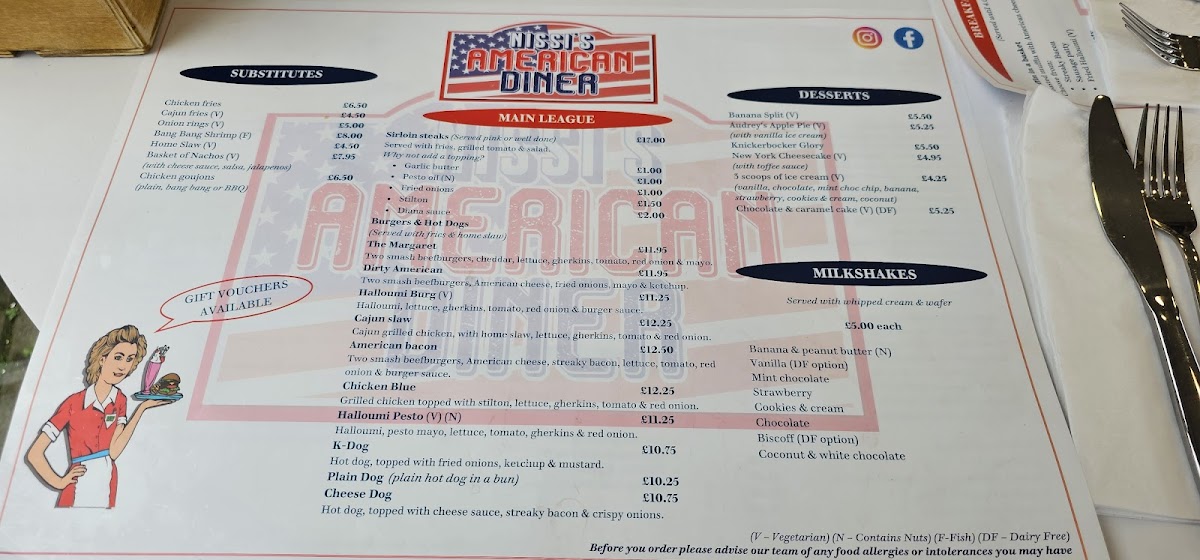 NISSI'S
AMERICAN
DINER
SUBSTITUTES
Chicken fries £6.50
Cajun fries (V) £4.50
Onion rings (V) £5.00
Bang Bang Shrimp (F) £8.00
Home Slaw (V) £4.50
Basket of Nachos (V) £7.95
(with cheese sauce, salsa, jalapenos)
Chicken goujons £6.50
(plain, bang bang or BBQ)
GIFT VOUCHERS
AVAILABLE
MAIN LEAGUE
Sirloin steaks (Served pink or well done) £17.00
Served with fries, grilled tomato & salad.
Why not add a topping?
• Garlic butter £1.00
• Pesto oil (N) £1.00
• Fried onions £1.00
• Stilton £1.50
• Diana sauce £2.00
Burgers & Hot Dogs
(Served with fries & home slaw)
The Margaret £11.95
Two smash beefburgers, cheddar, lettuce, gherkins, tomato, red onion & mayo.
Dirty American £11.95
Two smash beefburgers, American cheese, fried onions, mayo & ketchup.
Halloumi Burg (V) £11.25
Halloumi, lettuce, gherkins, tomato, red onion & burger sauce.
Cajun slaw £12.25
Cajun grilled chicken, with home slaw, lettuce, gherkins, tomato & red onion.
American bacon £12.50
Two smash beefburgers, American cheese, streaky bacon, lettuce, tomato, red
onion & burger sauce.
Chicken Blue £12.25
Grilled chicken topped with stilton, lettuce, gherkins, tomato & red onion.
Halloumi Pesto (V) (N) £11.25
Halloumi, pesto mayo, lettuce, tomato, gherkins & red onion.
K-Dog £10.75
Hot dog, topped with fried onions, ketchup & mustard.
Plain Dog (plain hot dog in a bun) £10.25
Cheese Dog £10.75
Hot dog, topped with cheese sauce, streaky bacon & crispy onions.
DESSERTS
Banana Split (V) £5.50
Audrey's Apple Pie (V) £5.25
(with vanilla ice cream)
Knickerbocker Glory £5.50
New York Cheesecake (V) £4.95
(with toffee sauce)
3 scoops of ice cream (V) £4.25
(vanilla, chocolate, mint choc chip, banana,
strawberry, cookies & cream, coconut)
Chocolate & caramel cake (V) (DF) £5.25
MILKSHAKES
Served with whipped cream & wafer
£5.00 each
Banana & peanut butter (N)
Vanilla (DF option)
Mint chocolate
Strawberry
Cookies & cream
Chocolate
Biscoff (DF option)
Coconut & white chocolate
(V – Vegetarian) (N – Contains Nuts) (F-Fish) (DF – Dairy Free)
Before you order please advise our team of any food allergies or intolerances you may have
NISSI'S
AMERICAN
DINER
in a basket
with American cheese
Streaky Bacon
Sausage Patty
Fried Halloumi (V)